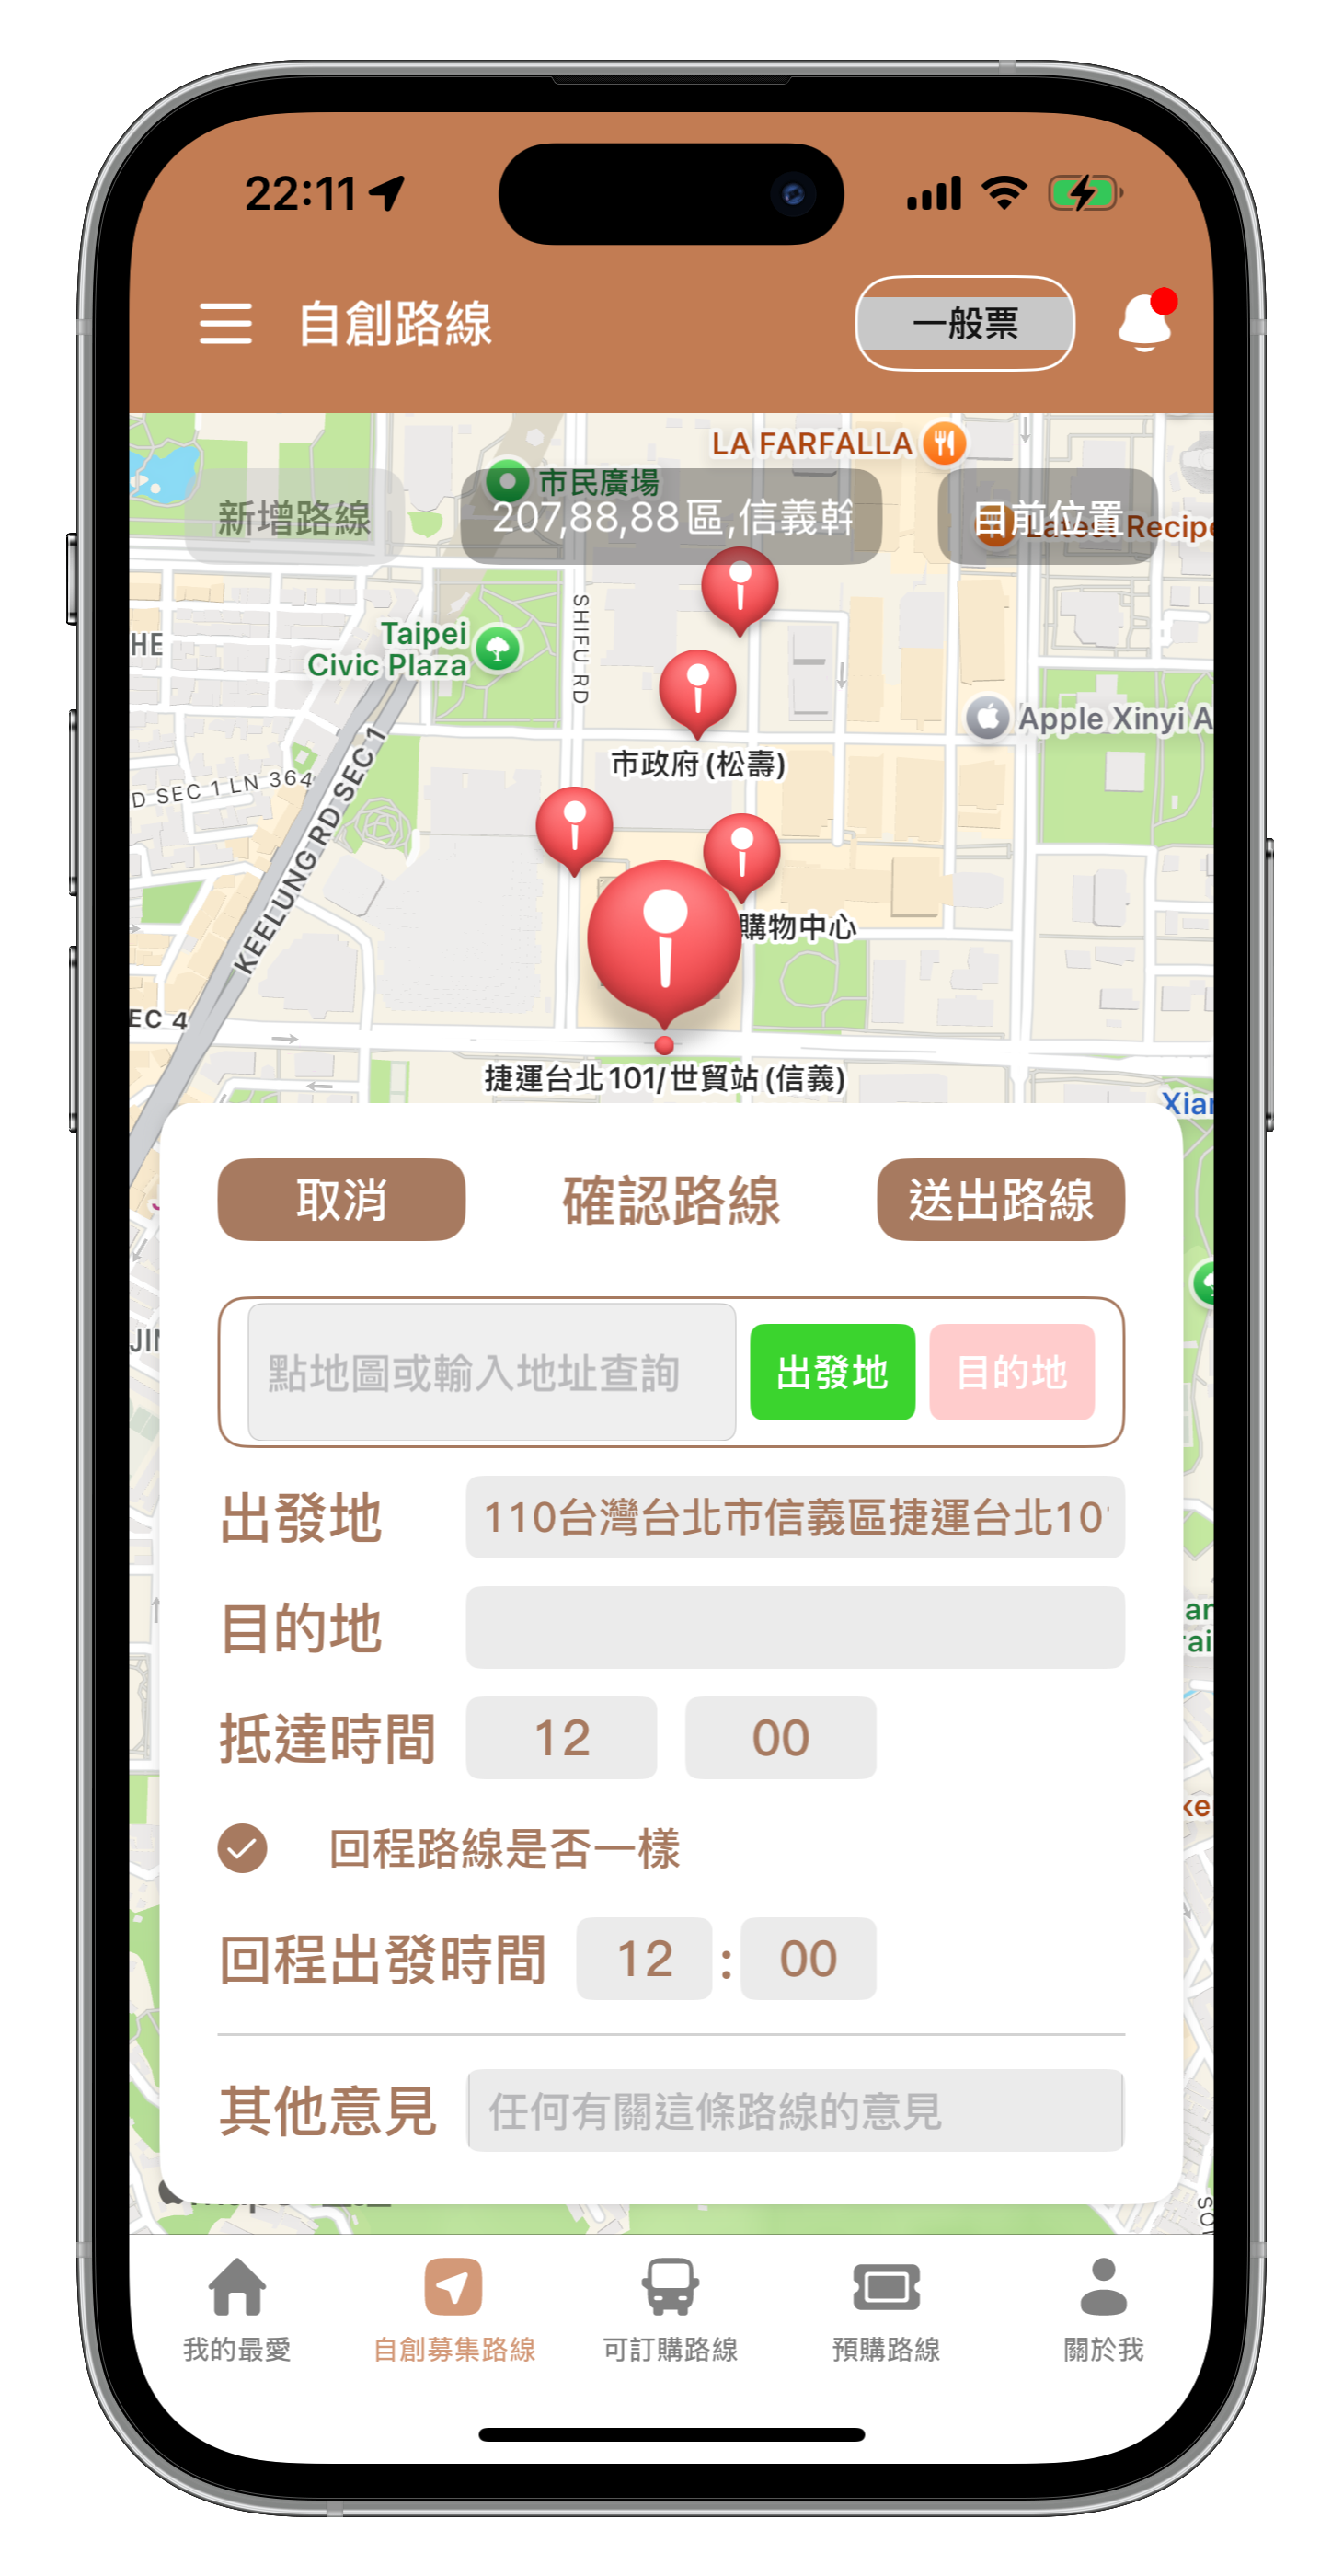 22:11
自創路線
一般票
LA FARFALLA
市民廣場
新增路線
207,88,88區,信義幹
目前位置
Latest Recipe
SHIFU RD
HE
Taipei
Civic Plaza
Apple Xinyi A
市政府(松壽)
D SEC 1 LN 364
KEELUNG RD SEC 1
購物中心
EC 4
捷運台北101/世貿站(信義)
Xian
取消
確認路線
送出路線
JIN
點地圖或輸入地址查詢
出發地
目的地
出發地
110台灣台北市信義區捷運台北10
目的地
an
rai
抵達時間
12
00
ke
回程路線是否一樣
回程出發時間
12
:
00
其他意見
任何有關這條路線的意見
我的最愛
自創募集路線
可訂購路線
預購路線
關於我